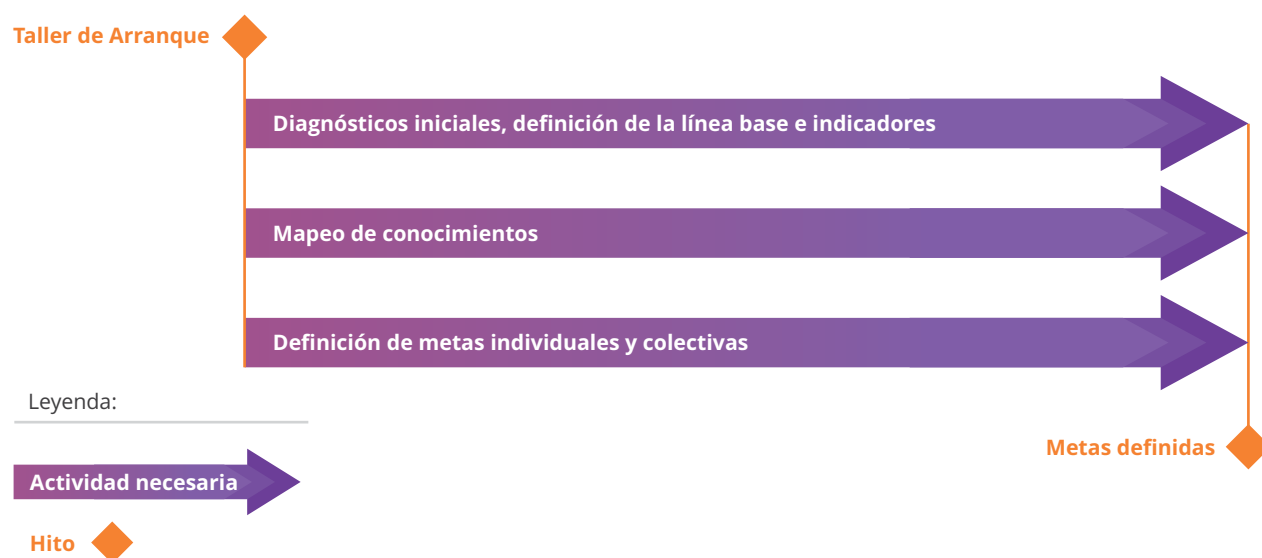 Taller de Arranque
Diagnósticos iniciales, definición de la línea base e indicadores
Mapeo de conocimientos
Definición de metas individuales y colectivas
Leyenda:
Metas definidas
Actividad necesaria
Hito